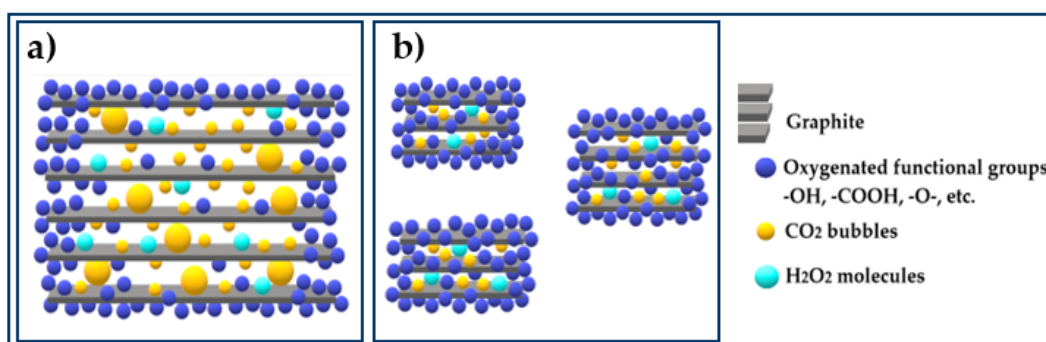 a)
b)
Graphite
Oxygenated functional groups
-OH, -COOH, -O-, etc.
CO2 bubbles
H2O2 molecules